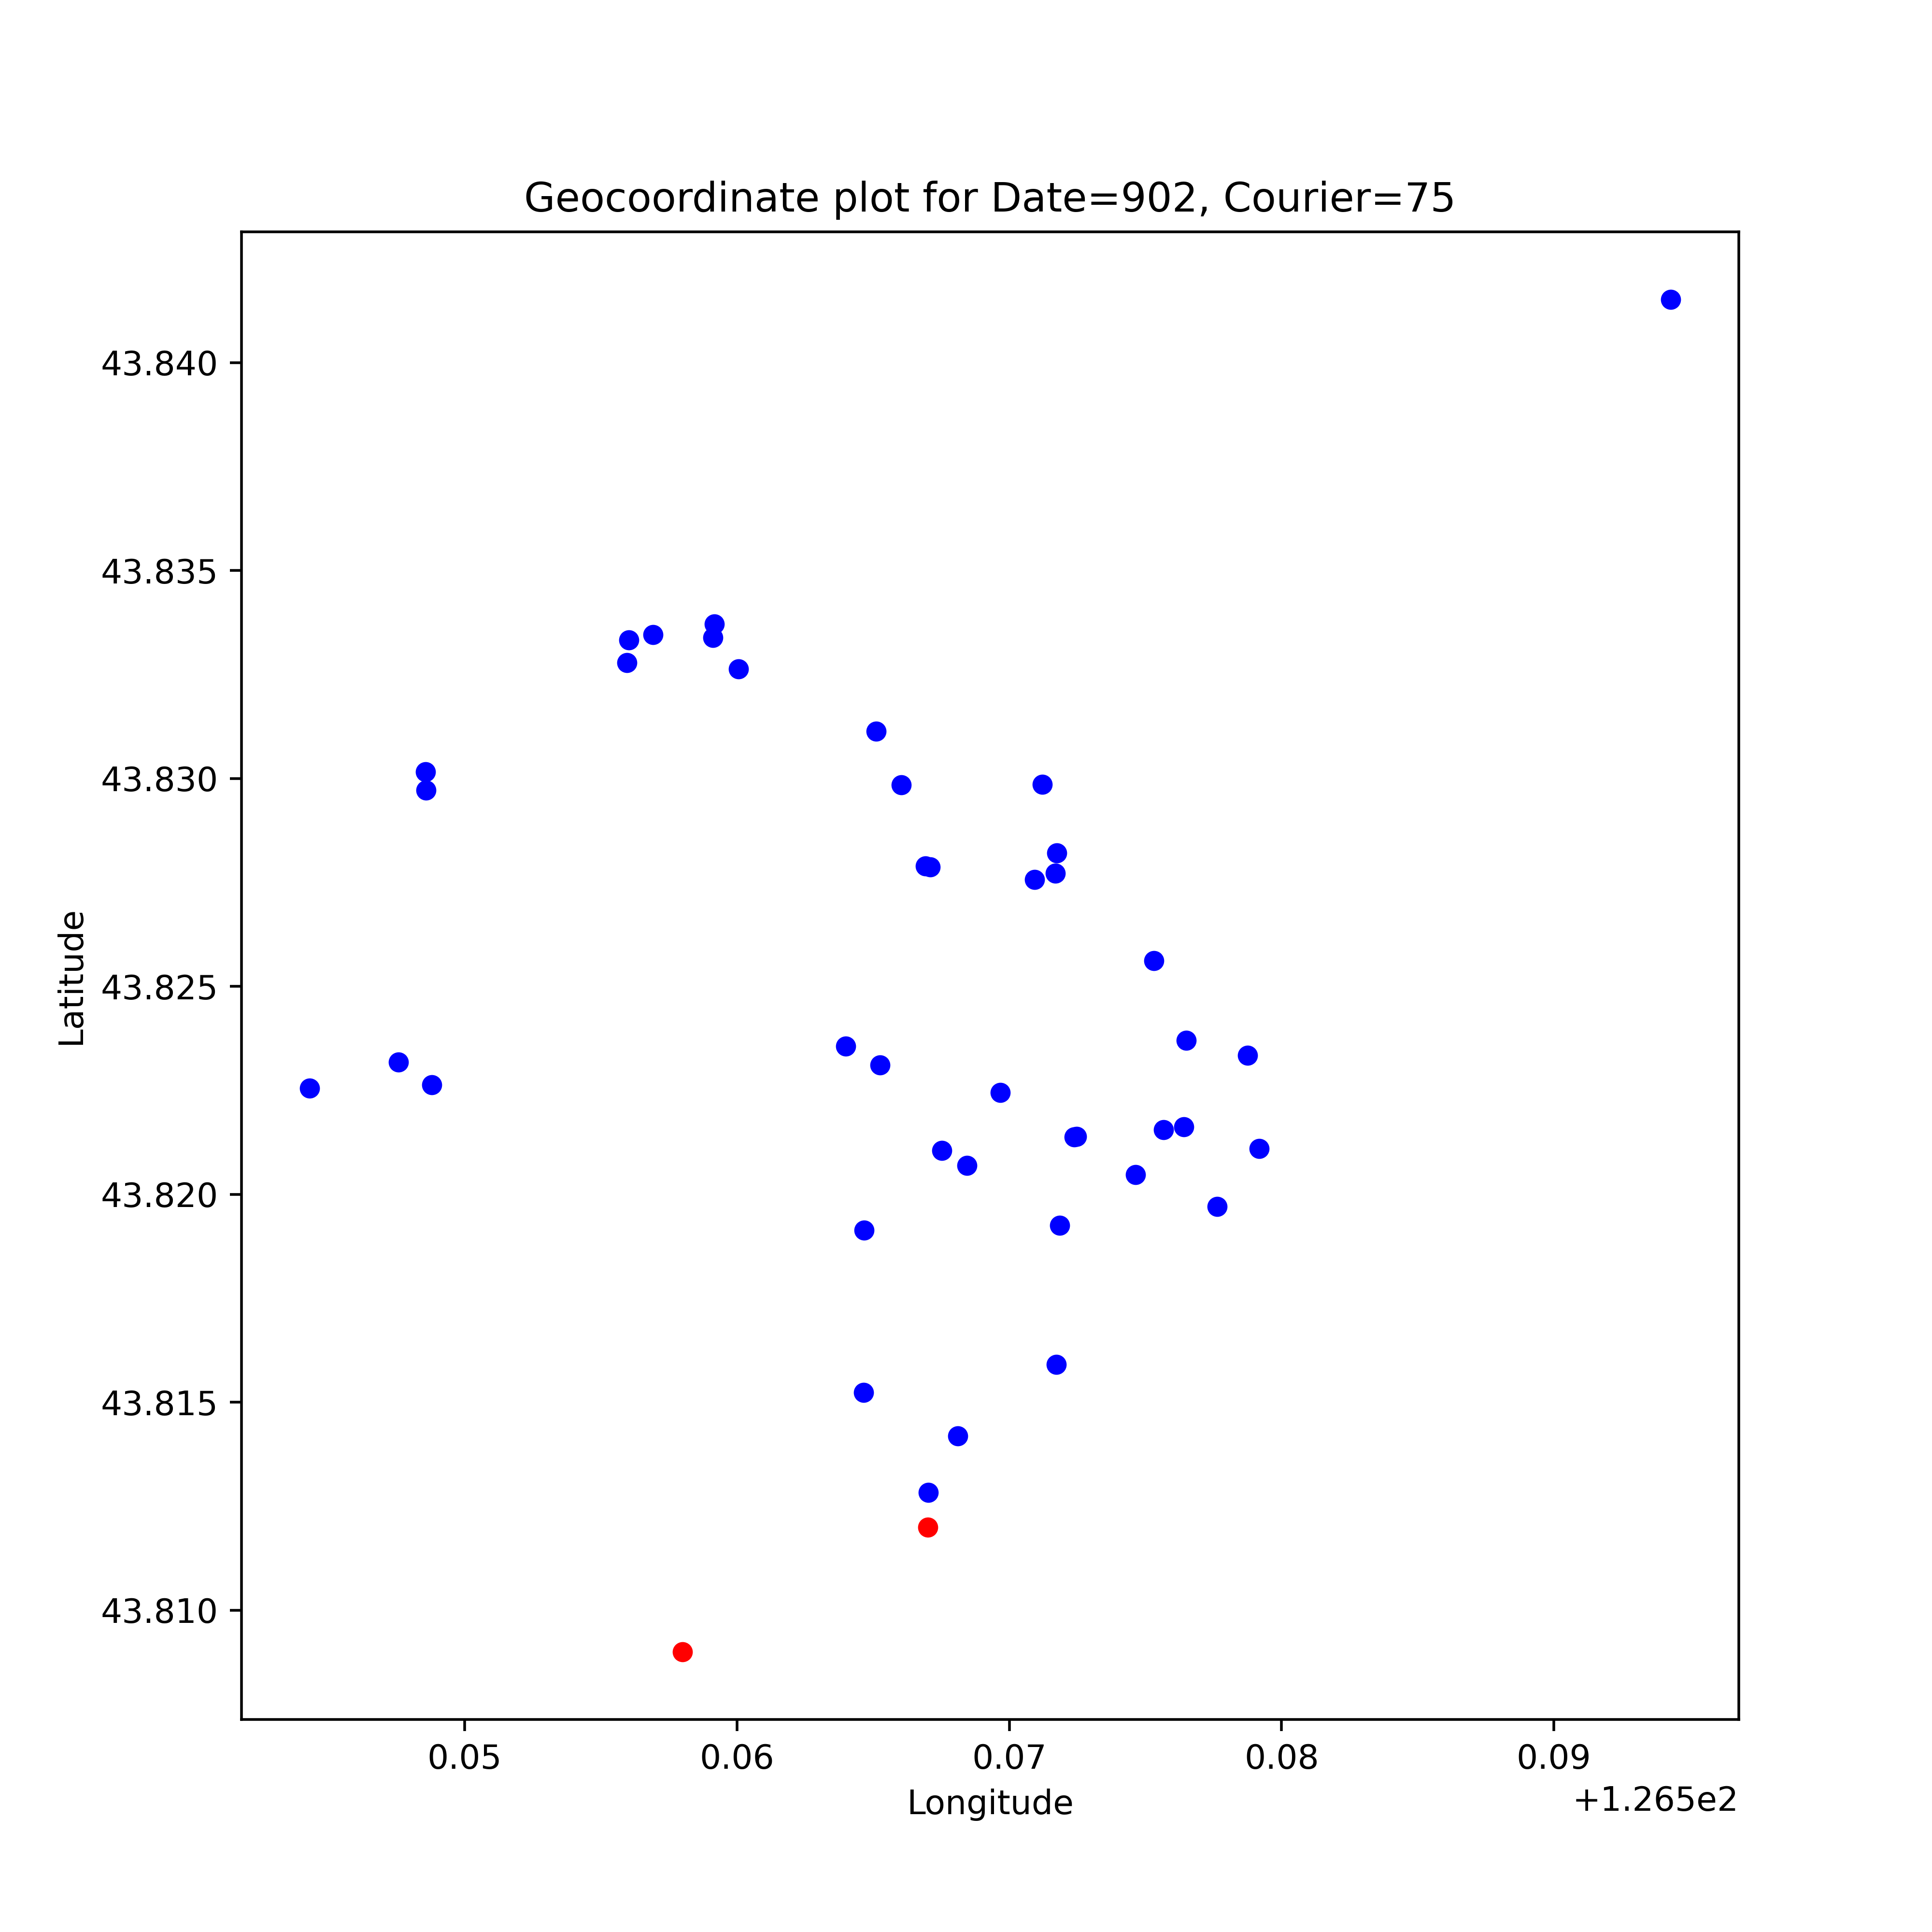 Geocoordinate plot for Date=902, Courier=75
43.840
43.835
43.830
43.825
43.820
43.815
43.810
Latitude
0.05 0.06 0.07 0.08 0.09
+1.265e2
Longitude